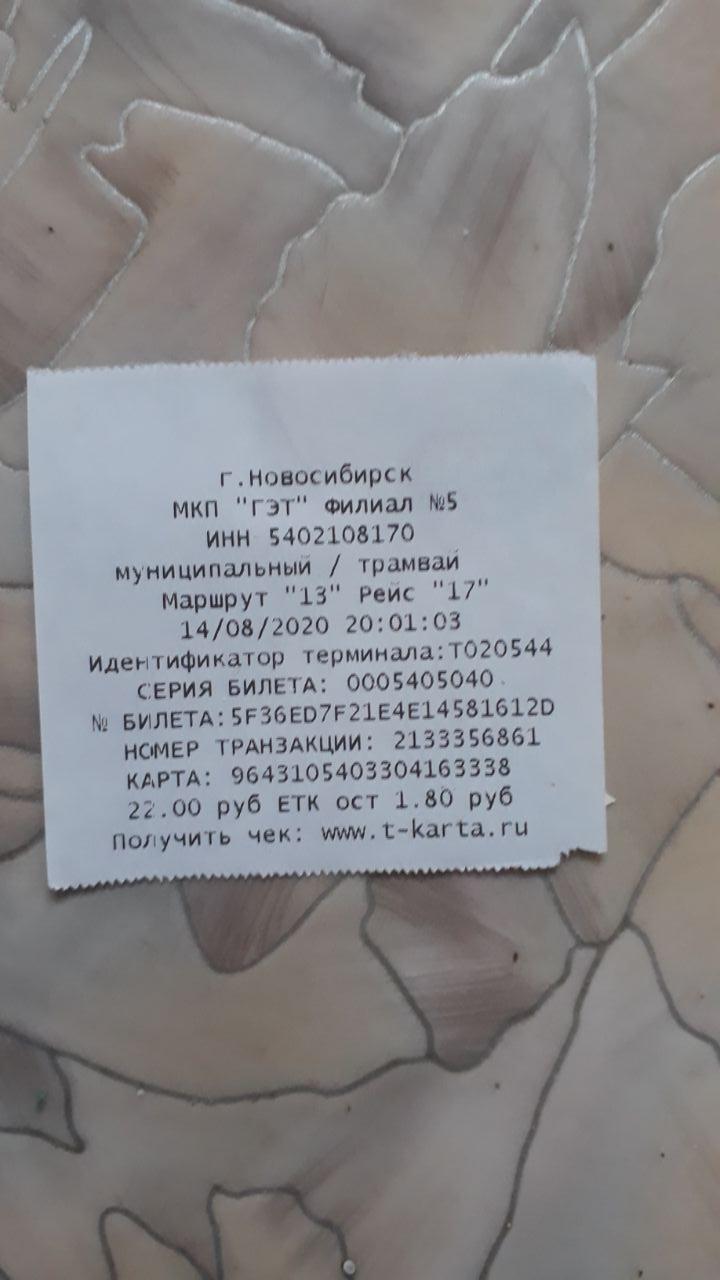 г.Новосибирск
МКП "ГЭТ" Филиал №5
ИНН 5402108170
муниципальный / трамвай
Маршрут "13" Рейс "17"
14/08/2020 20:01:03
Идентификатор терминала:T020544
СЕРИЯ БИЛЕТА: 0005405040
№ БИЛЕТА:5F36ED7F21E4E14581612D
НОМЕР ТРАНЗАКЦИИ: 2133356861
КАРТА: 9643105403304163338
22.00 руб ЕТК ост 1.80 руб
Получить чек: www.t-karta.ru